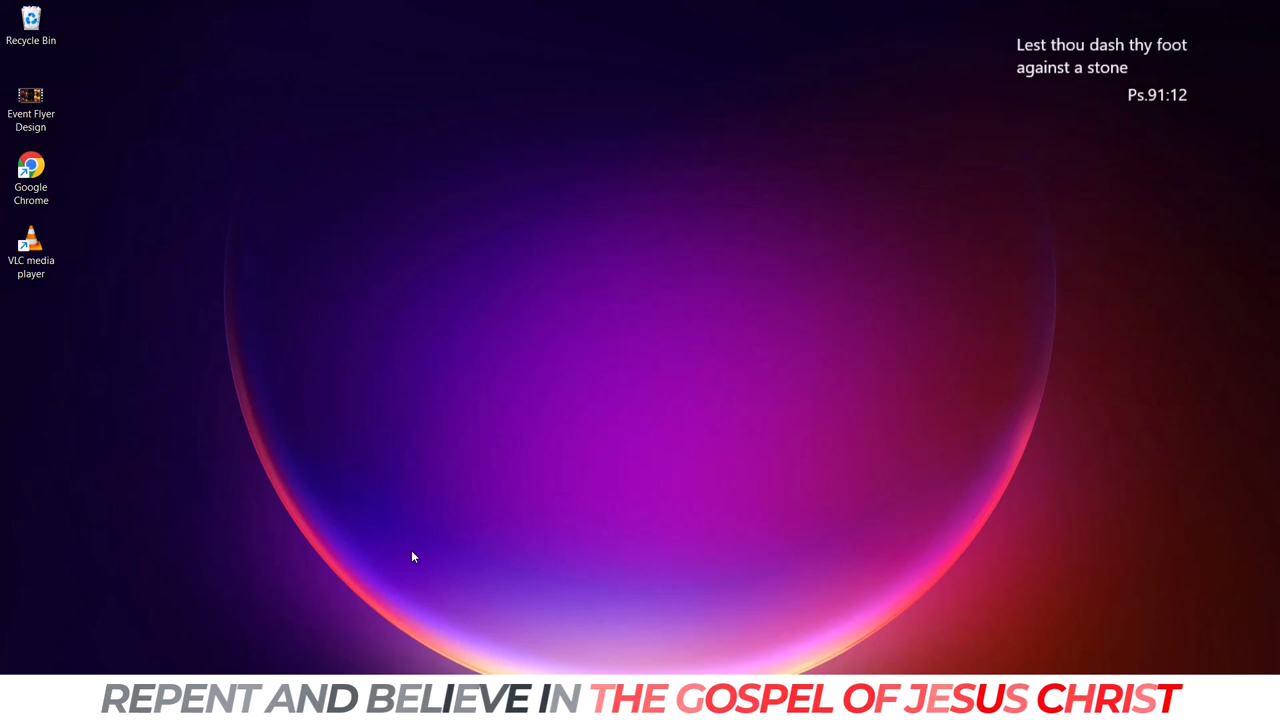 Recycle Bin
Event Flyer
Design
Google
Chrome
VLC media
player
Lest thou dash thy foot
against a stone
Ps.91:12
REPENT AND BELIEVE IN THE GOSPEL OF JESUS CHRIST